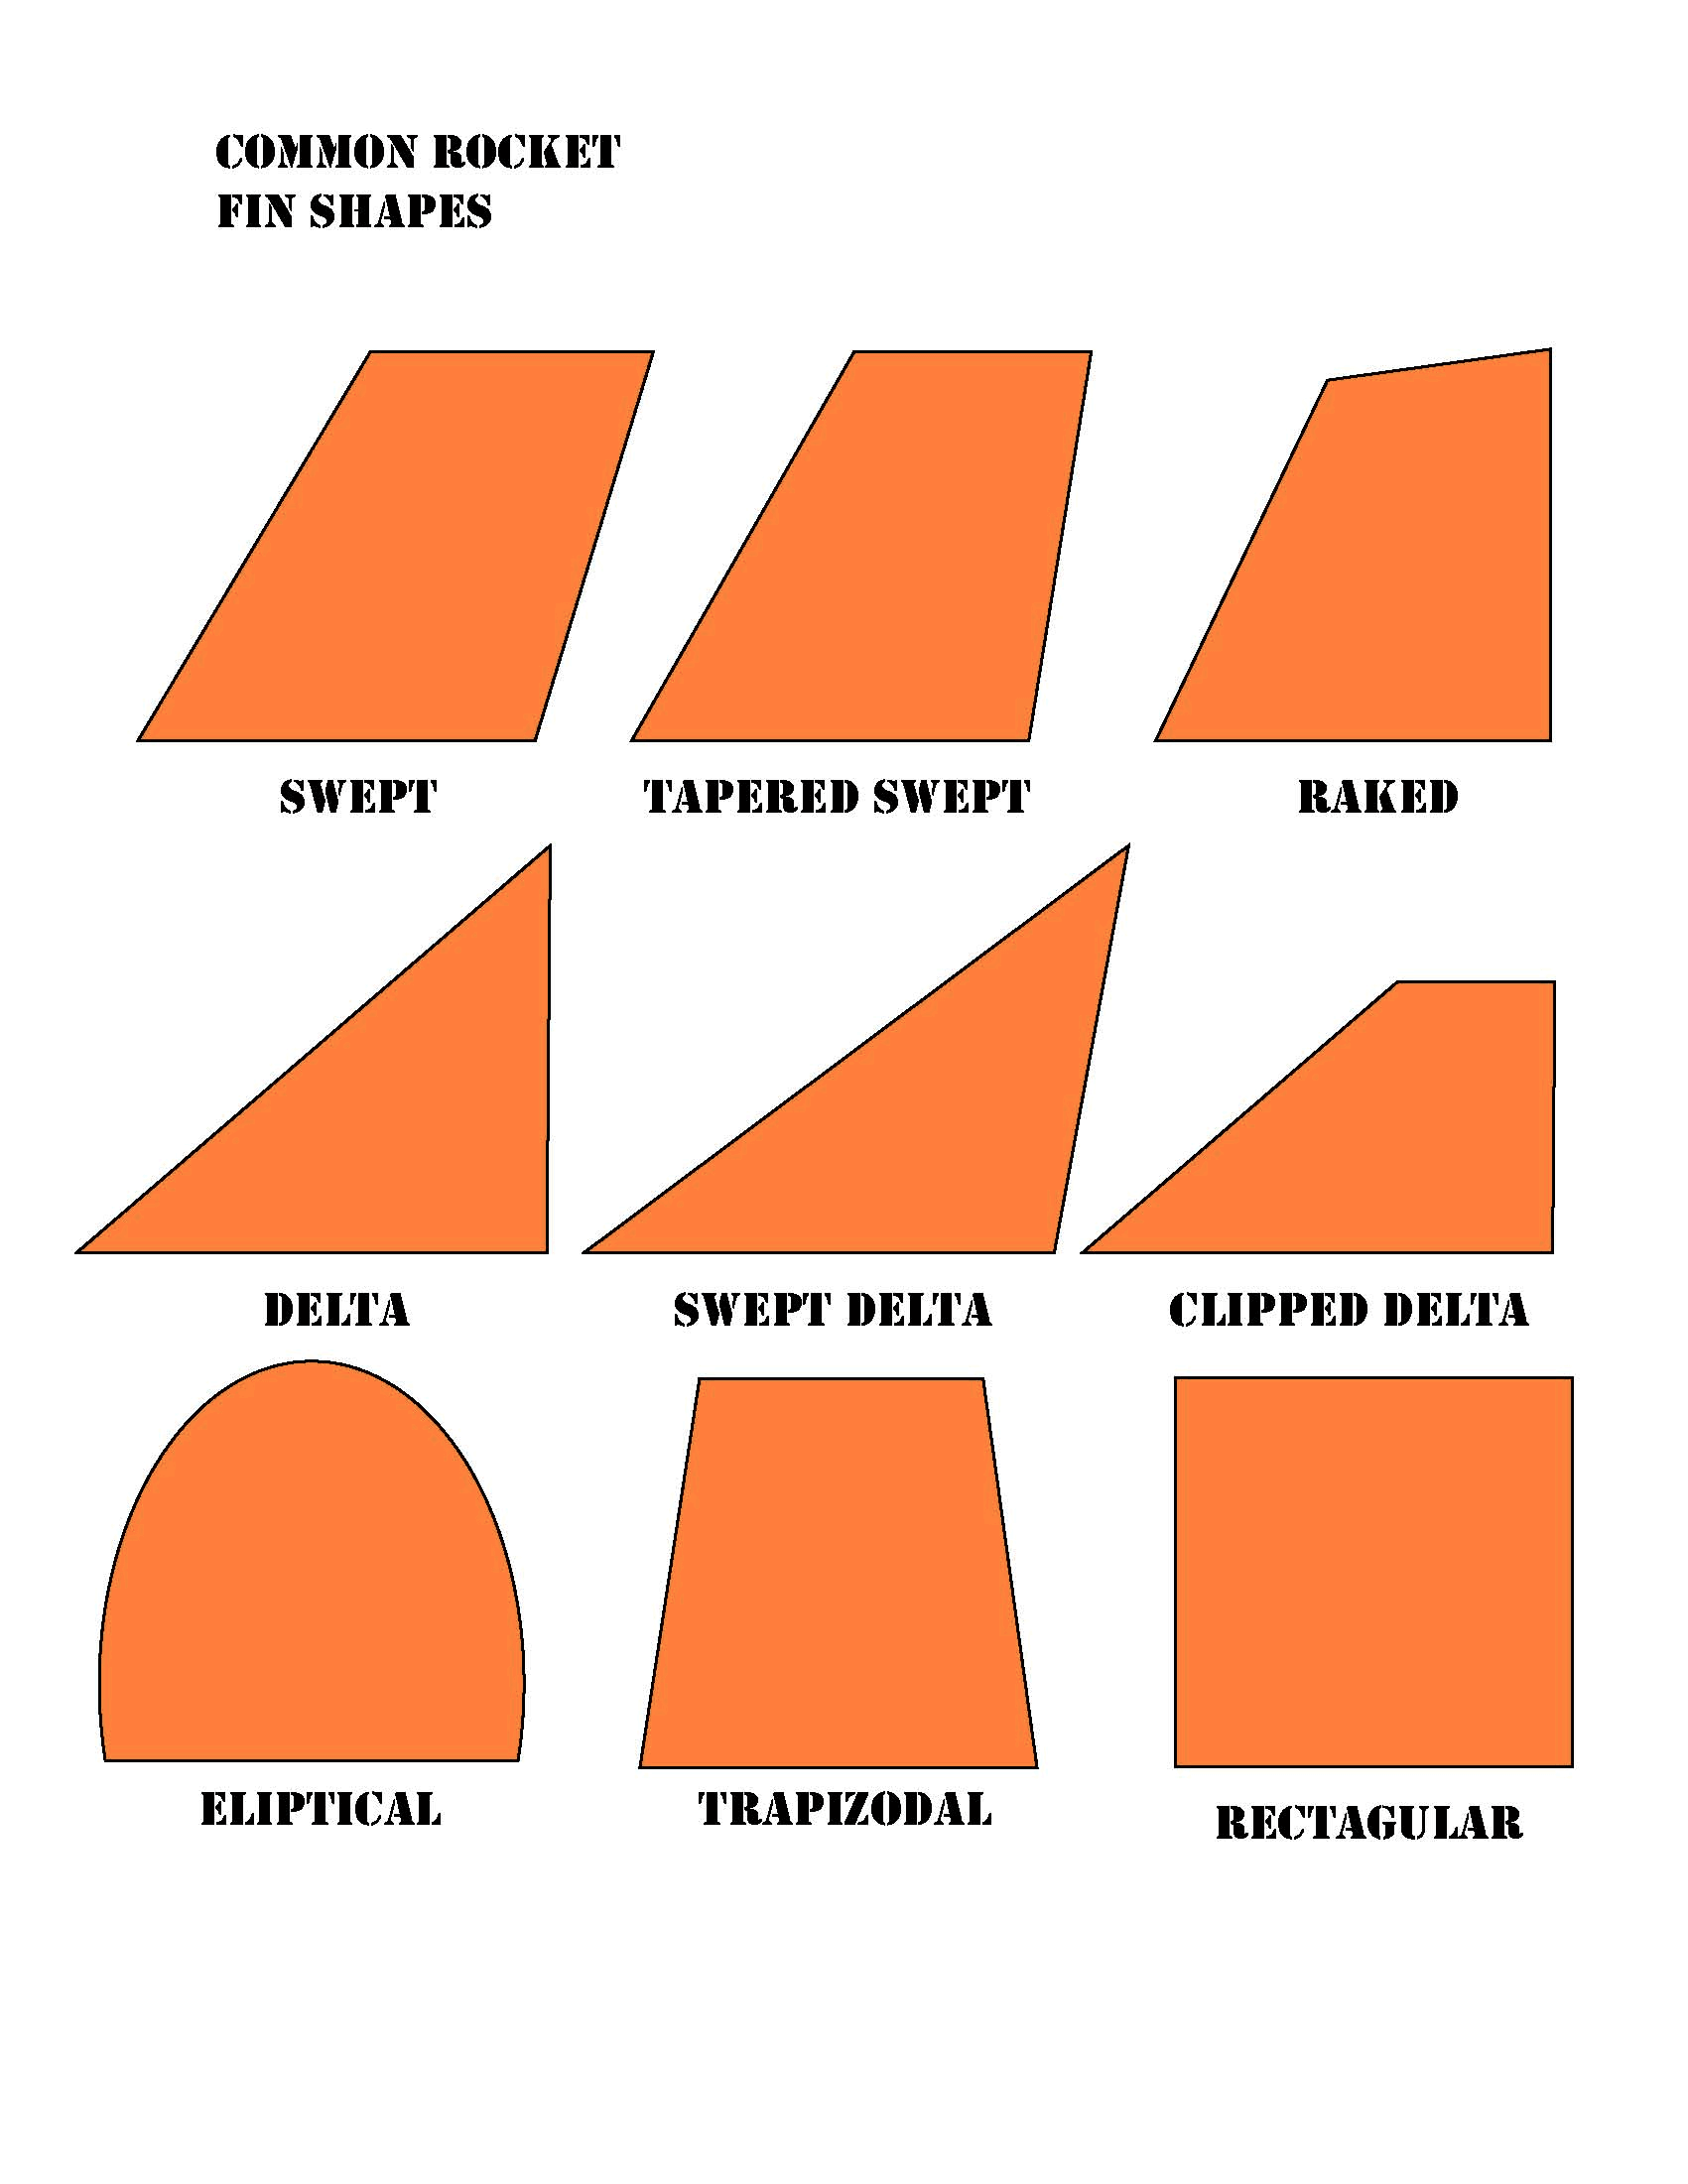 COMMON ROCKET
FIN SHAPES
SWEPT
TAPERED SWEPT
RAKED
DELTA
SWEPT DELTA
CLIPPED DELTA
ELIPTICAL
TRAPIZODAL
RECTAGULAR